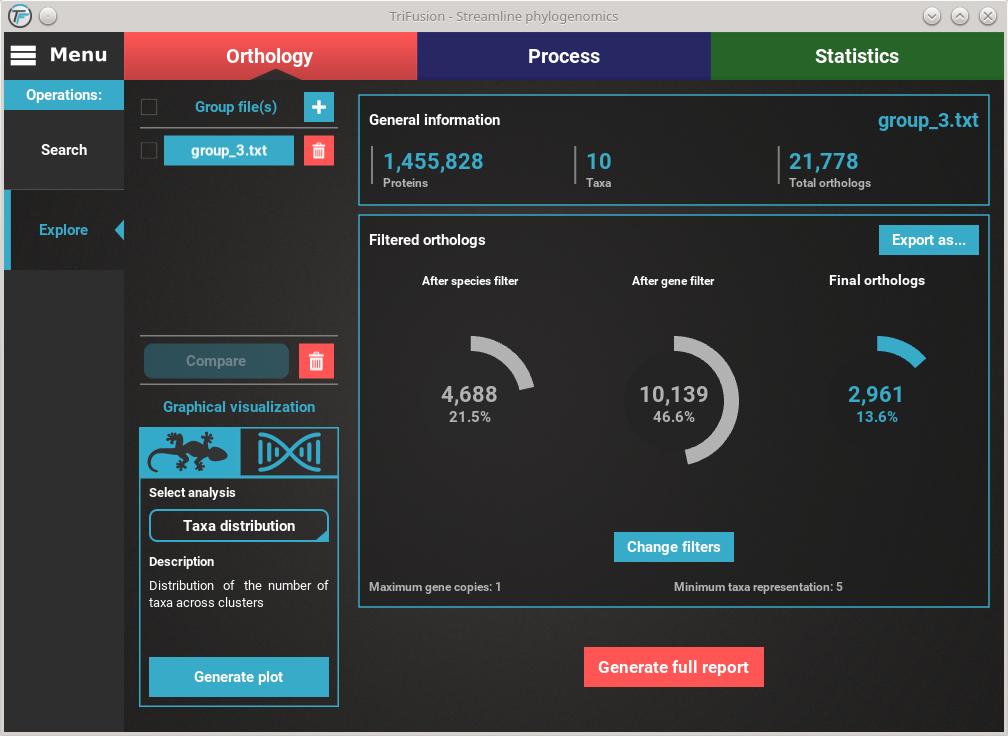 TriFusion - Streamline phylogenomics
Menu
Orthology
Process
Statistics
Operations:
Search
Explore
Group file(s)
+
group_3.txt
Compare
Graphical visualization
Select analysis
Taxa distribution
Description
Distribution of the number of
taxa across clusters
Generate plot
General information
group_3.txt
1,455,828
Proteins
10
Taxa
21,778
Total orthologs
Filtered orthologs
Export as...
After species filter
After gene filter
Final orthologs
4,688
21.5%
10,139
46.6%
2,961
13.6%
Change filters
Maximum gene copies: 1
Minimum taxa representation: 5
Generate full report